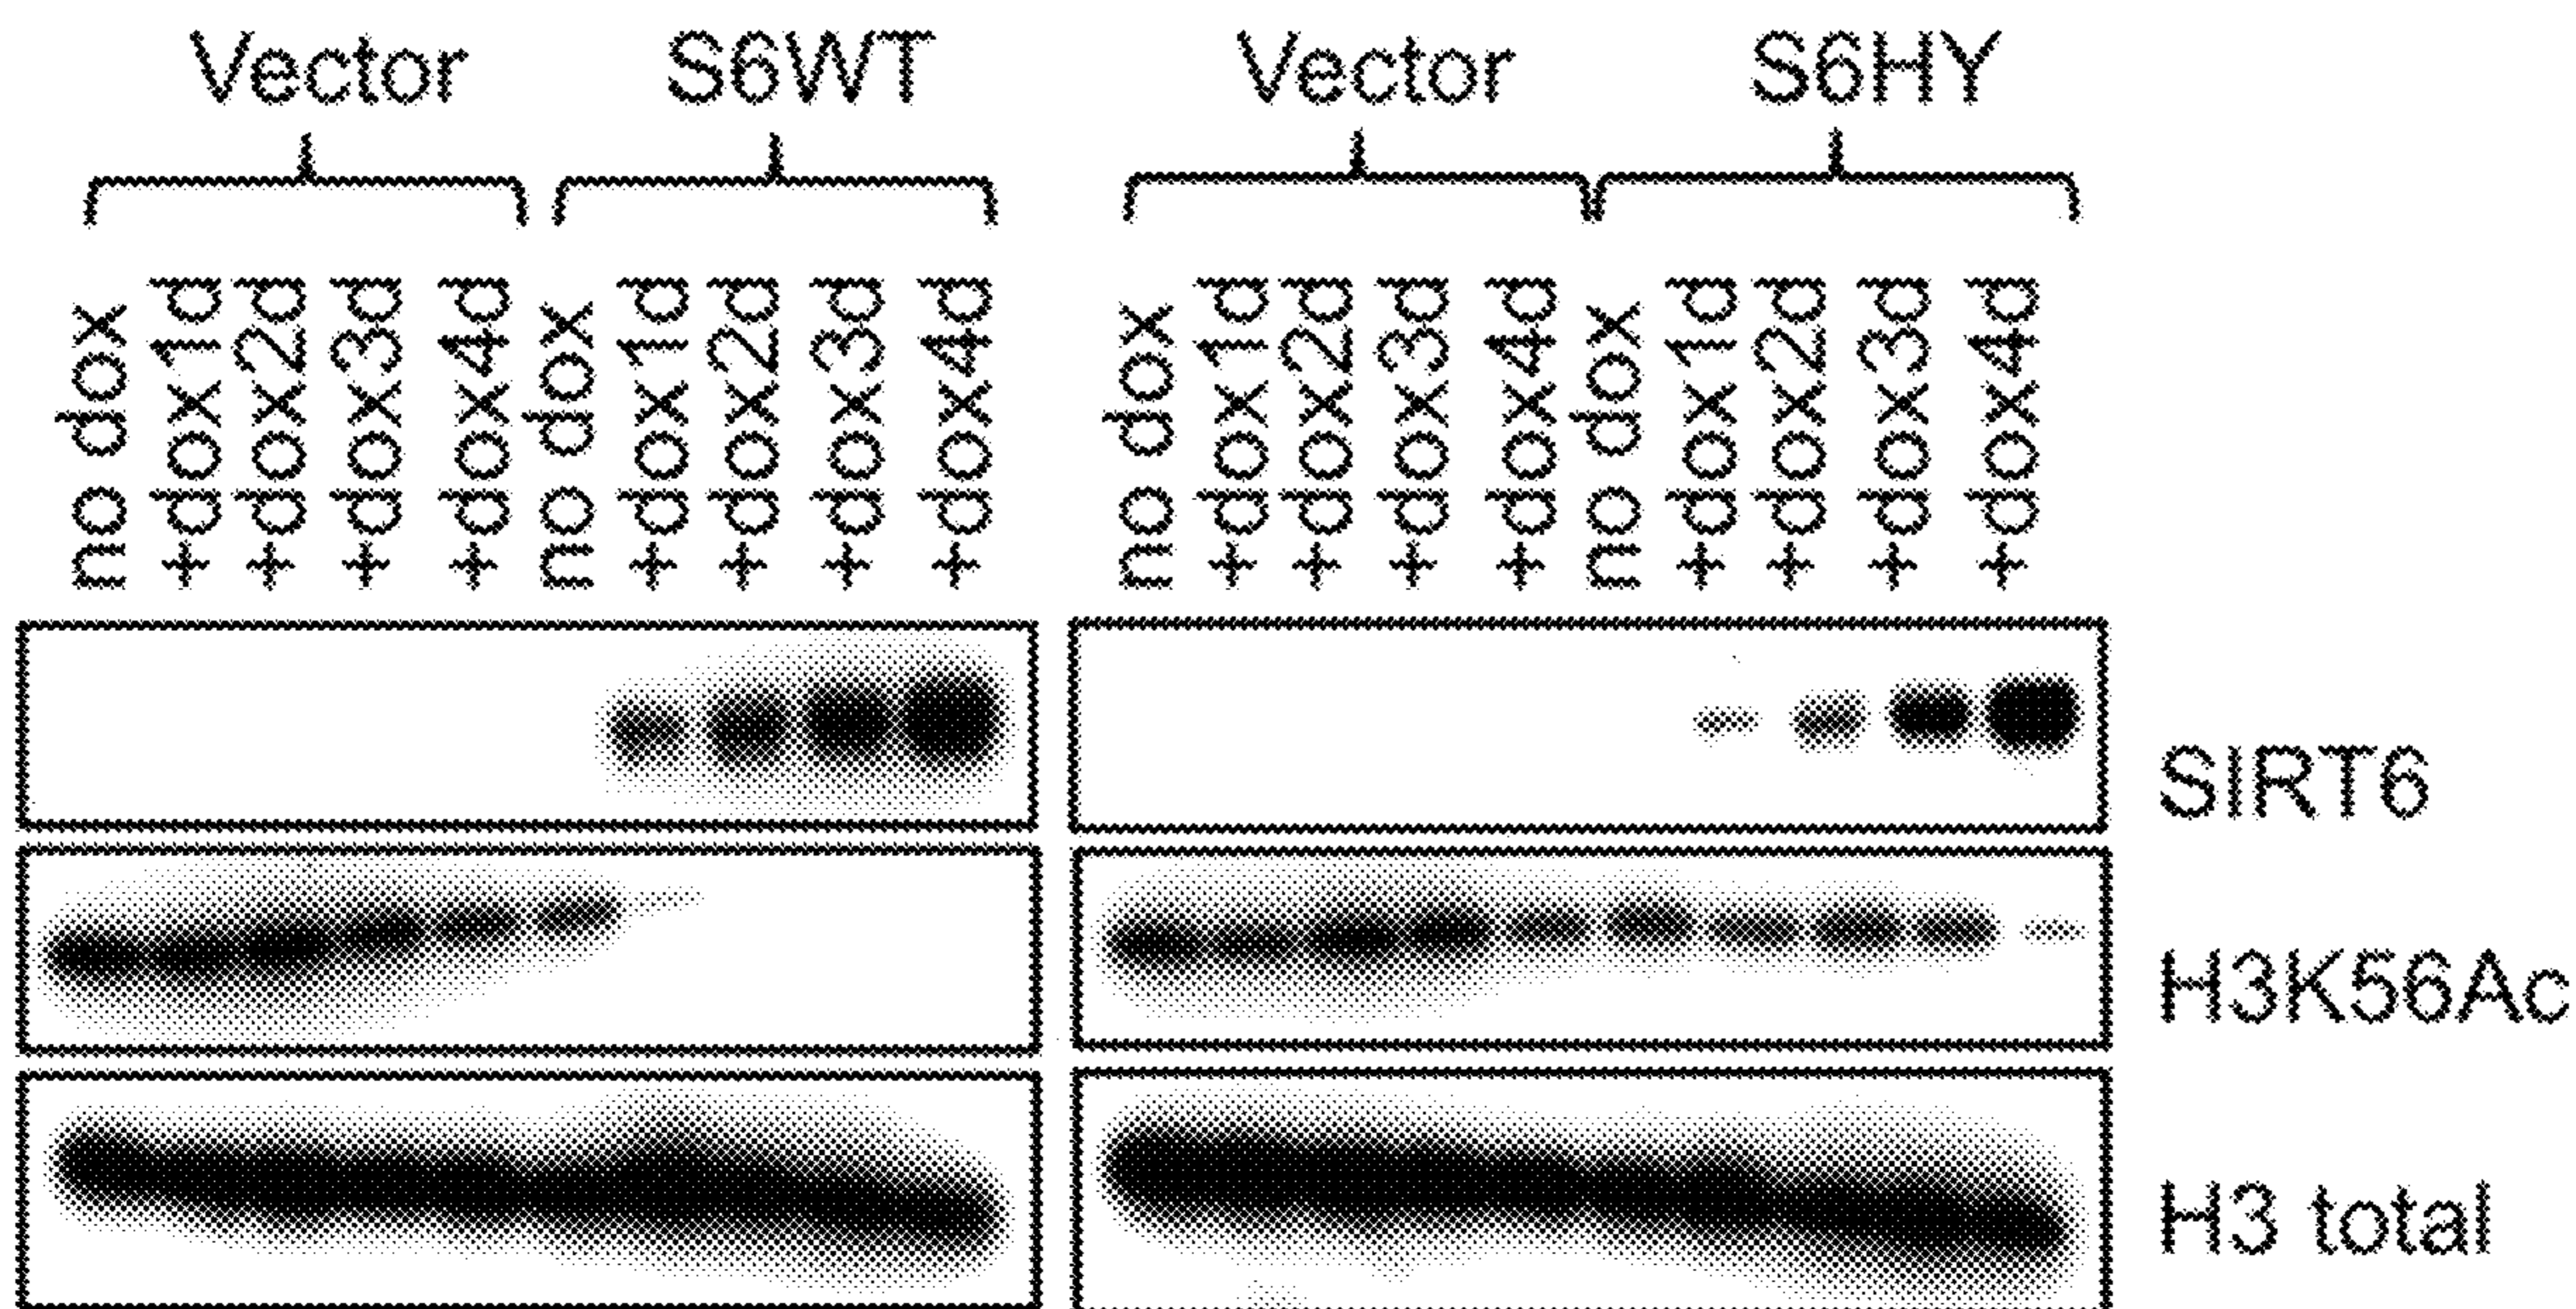 Vector S6WT Vector S6HY
no dox +dox1d +dox2d +dox3d +dox4d no dox +dox1d +dox2d +dox3d +dox4d no dox +dox1d +dox2d +dox3d +dox4d no dox +dox1d +dox2d +dox3d +dox4d
SIRT6
H3K56Ac
H3 total